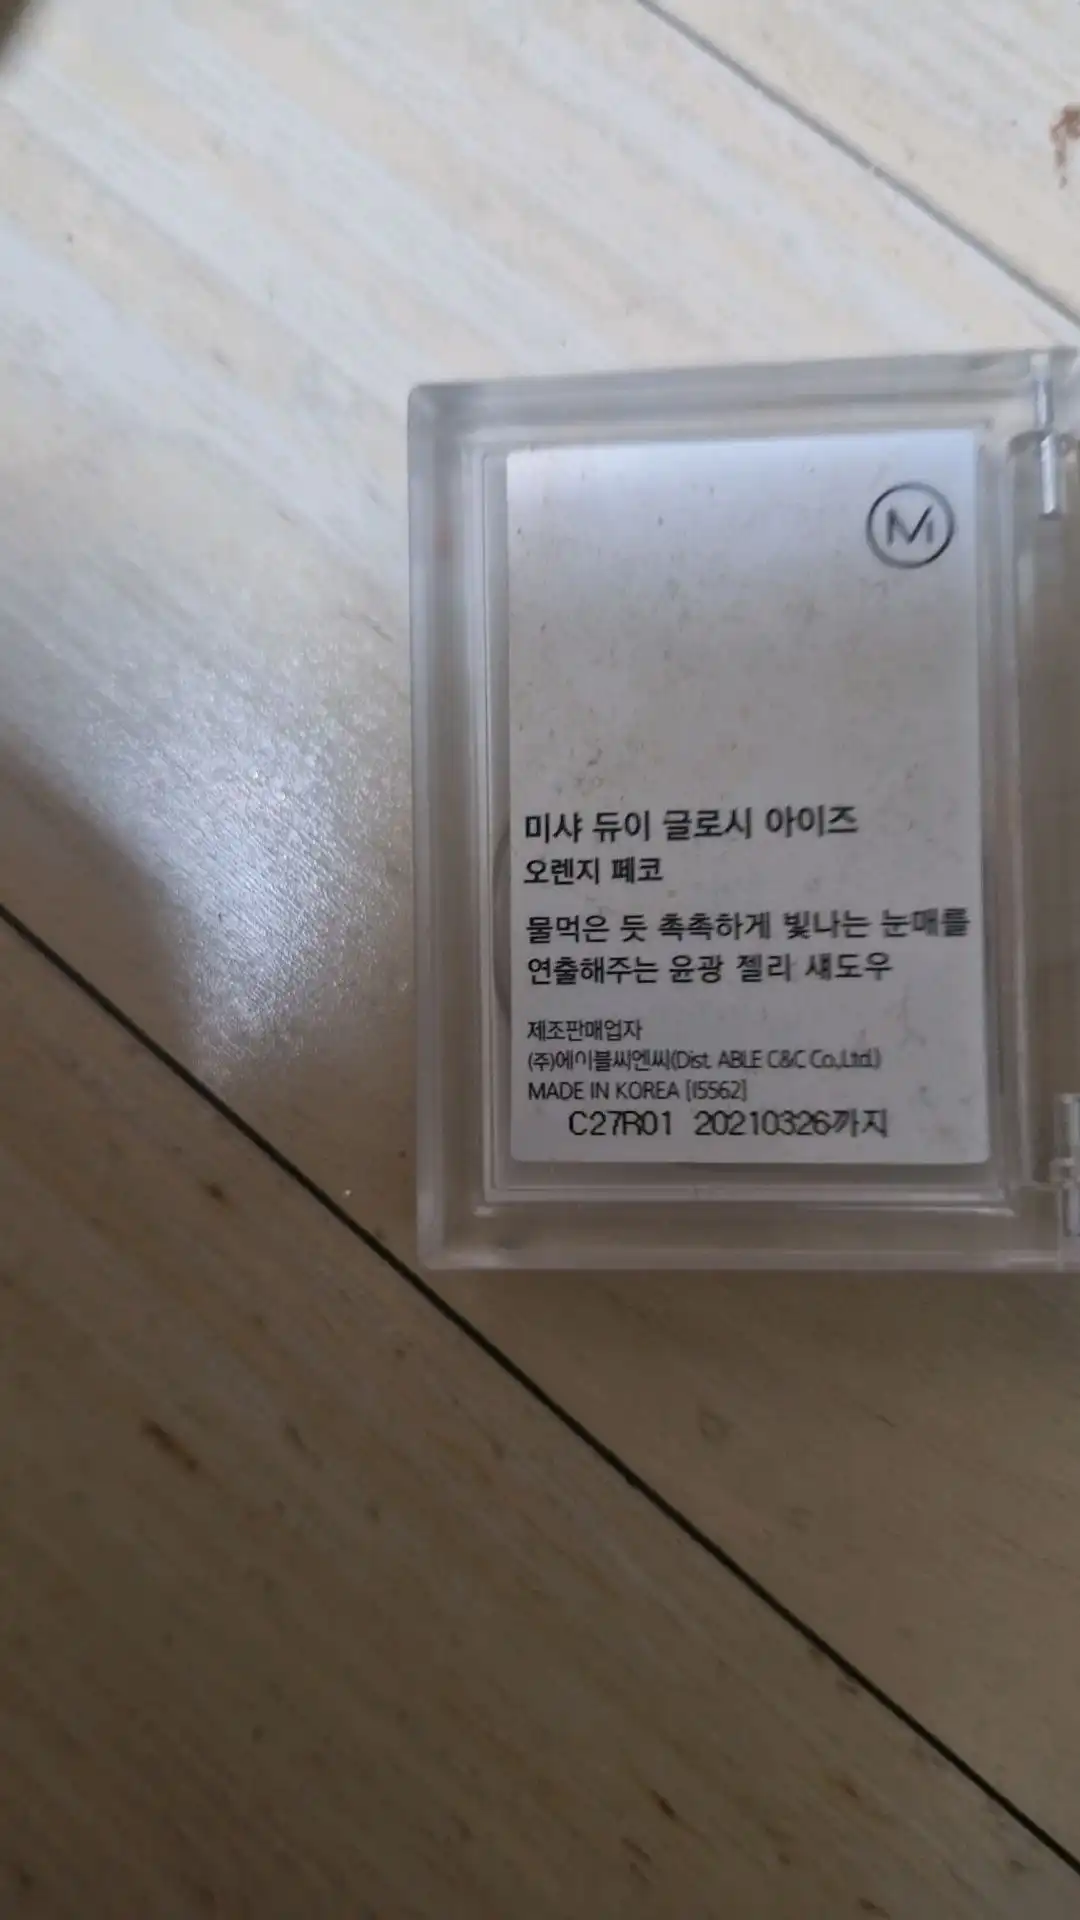 M
미샤 듀이 글로시 아이즈
오렌지 페코
물먹은 듯 촉촉하게 빛나는 눈매를
연출해주는 윤광 젤리 섀도우
제조판매업자
(주)에이블씨엔씨(Dist. ABLE C&C Co.,Ltd.)
MADE IN KOREA [I5562]
C27R01 20210326까지